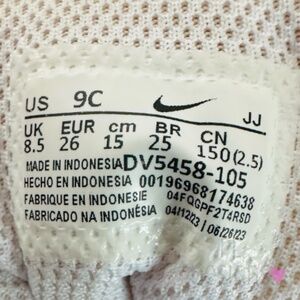 US 9C JJ
UK EUR cm BR CN
8.5 26 15 25 150(2.5)
MADE IN INDONESIA DV5458-105
HECHO EN INDONESIA 00196968174638
FABRIQUE EN INDONESIE 04FQGPF2T4RSD
FABRICADO NA INDONÉSIA 04/12/23 | 06/26/23